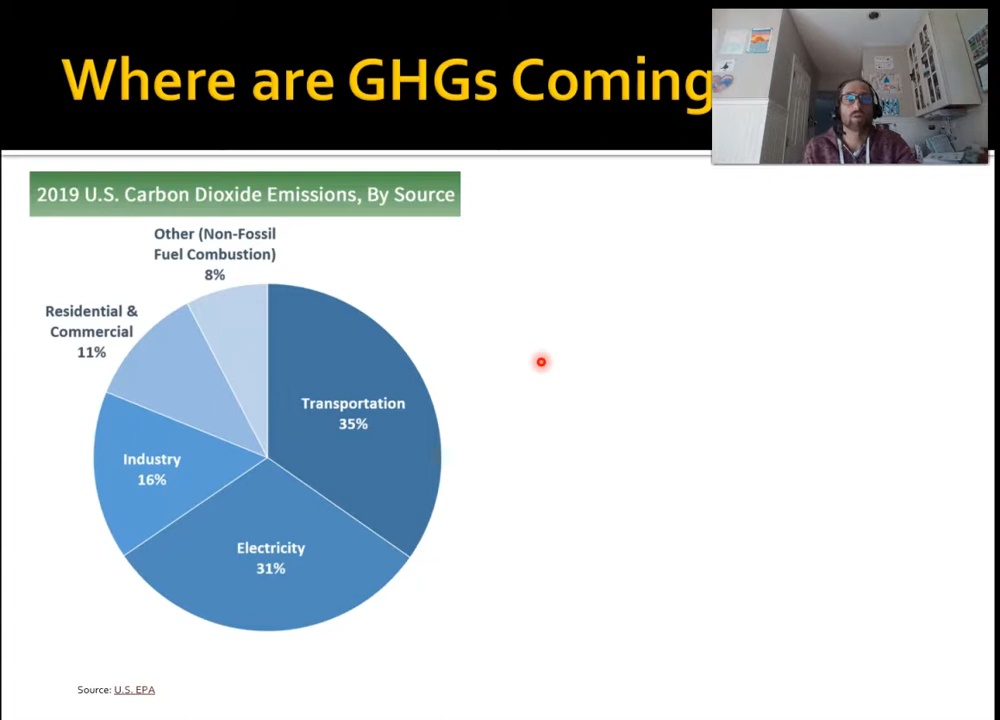 Where are GHGs Coming
2019 U.S. Carbon Dioxide Emissions, By Source
Other (Non-Fossil
Fuel Combustion)
8%
Residential &
Commercial
11%
Transportation
35%
Industry
16%
Electricity
31%
Source: U.S. EPA